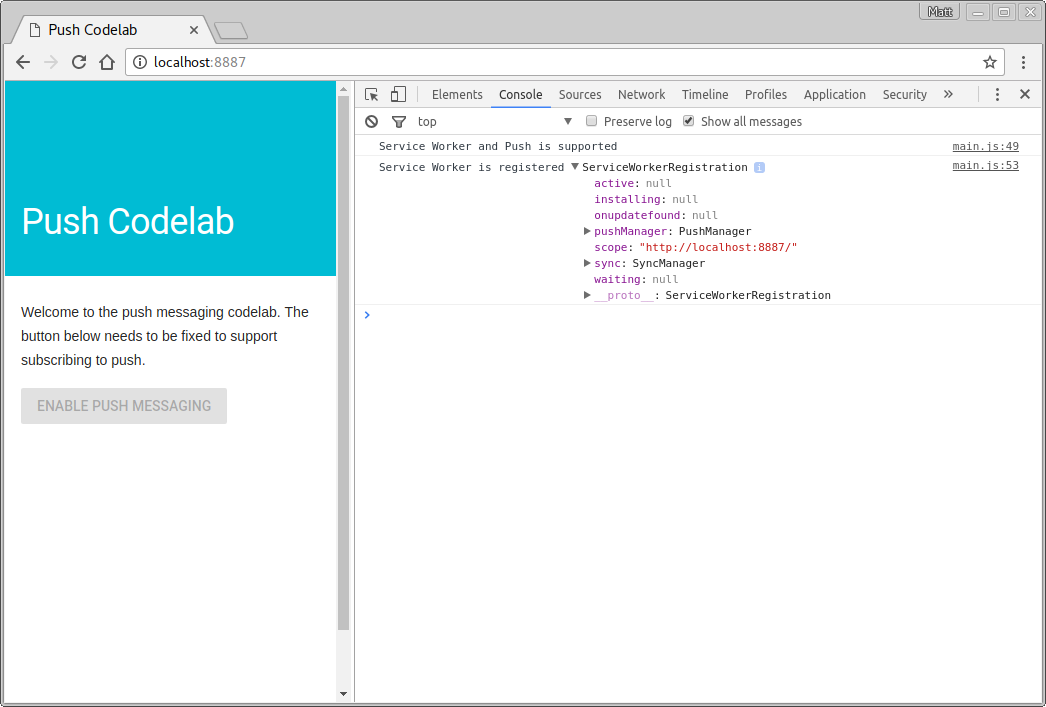 Push Codelab
Matt
localhost:8887
Push Codelab
Welcome to the push messaging codelab. The
button below needs to be fixed to support
subscribing to push.
ENABLE PUSH MESSAGING
Elements Console Sources Network Timeline Profiles Application Security
top Preserve log Show all messages
Service Worker and Push is supported main.js:49
Service Worker is registered ServiceWorkerRegistration main.js:53
active: null
installing: null
onupdatefound: null
pushManager: PushManager
scope: "http://localhost:8887/"
sync: SyncManager
waiting: null
__proto__: ServiceWorkerRegistration